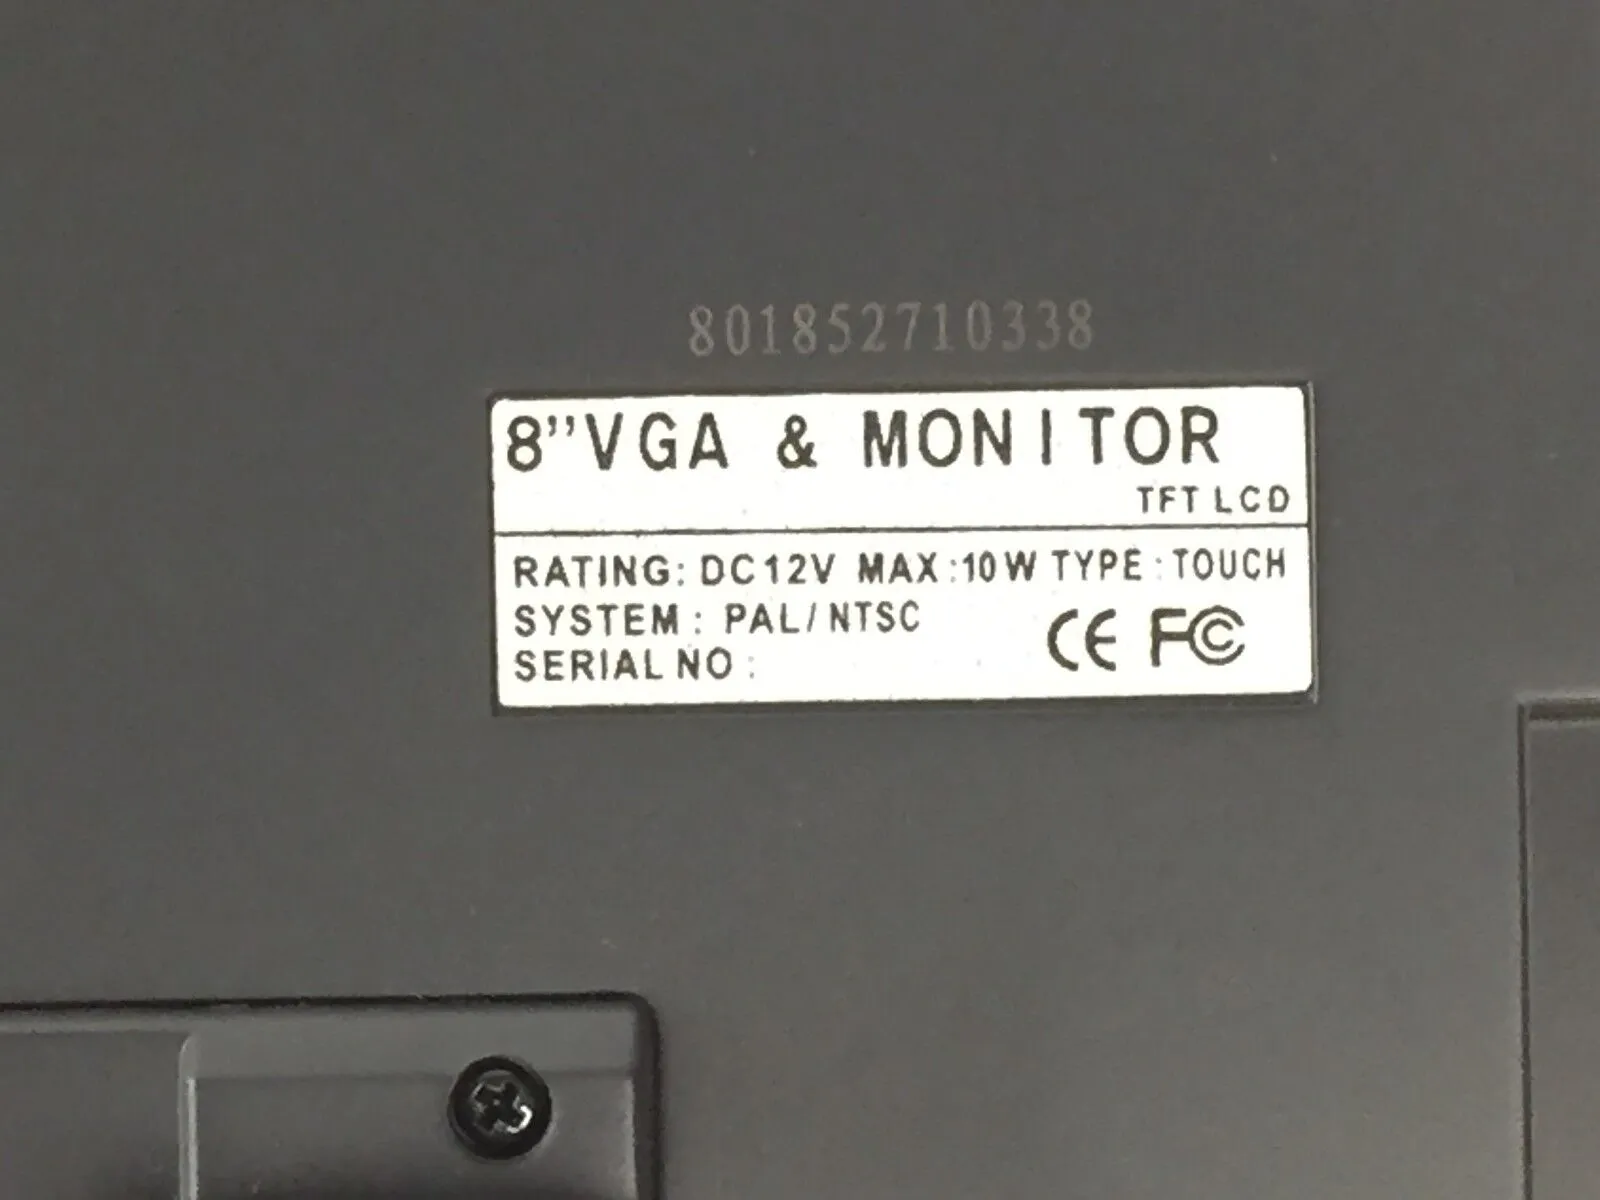 801852710338
8"VGA & MONITOR
TFT LCD
RATING: DC12V MAX:10W TYPE:TOUCH
SYSTEM: PAL/NTSC
SERIAL NO:
CE FC